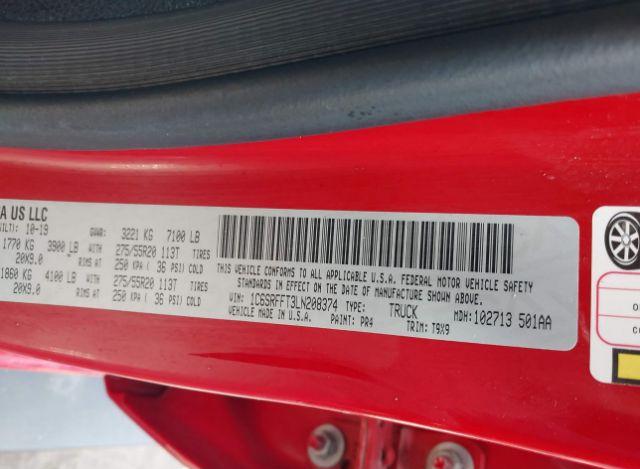 A US LLC
10-19 GVWR: 3221 KG 7100 LB
1770 KG 3900 LB WITH 275/55R20 113T TIRES
20X9.0 RIMS AT 250 KPA ( 36 PSI) COLD
1860 KG 4100 LB WITH 275/55R20 113T TIRES
20X9.0 RIMS AT 250 KPA ( 36 PSI) COLD
THIS VEHICLE CONFORMS TO ALL APPLICABLE U.S.A. FEDERAL MOTOR VEHICLE SAFETY
STANDARDS IN EFFECT ON THE DATE OF MANUFACTURE SHOWN ABOVE.
VIN: 1C6SRFFT3LN208374 TYPE: TRUCK MDH: 102713 501AA
VEHICLE MADE IN U.S.A. PAINT: PR4 TRIM: T9X9